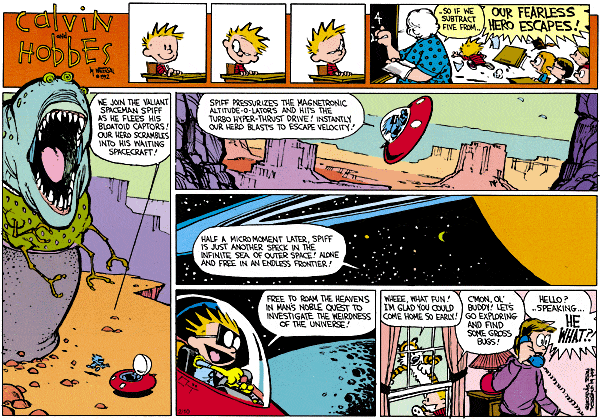 Calvin
and
Hobbes
by WATTERSON
4
..SO IF WE
SUBTRACT
FIVE FROM...
OUR FEARLESS
HERO ESCAPES!
WE JOIN THE VALIANT
SPACEMAN SPIFF
AS HE FLEES HIS
BLOATOID CAPTORS!
OUR HERO SCRAMBLES
INTO HIS WAITING
SPACECRAFT!
SPIFF PRESSURIZES THE MAGNETRONIC
ALTITUDE-O-LATORS AND HITS THE
TURBO HYPER-THRUST DRIVE! INSTANTLY
OUR HERO BLASTS TO ESCAPE VELOCITY!
HALF A MICROMOMENT LATER, SPIFF
IS JUST ANOTHER SPECK IN THE
INFINITE SEA OF OUTER SPACE! ALONE
AND FREE IN AN ENDLESS FRONTIER!
FREE TO ROAM THE HEAVENS
IN MAN'S NOBLE QUEST TO
INVESTIGATE THE WEIRDNESS
OF THE UNIVERSE!
WHEEE, WHAT FUN!
I'M GLAD YOU COULD
COME HOME SO EARLY!
C'MON, OL'
BUDDY! LET'S
GO EXPLORING
AND FIND
SOME GROSS
BUGS!
HELLO?
..SPEAKING...
HE
WHAT?!